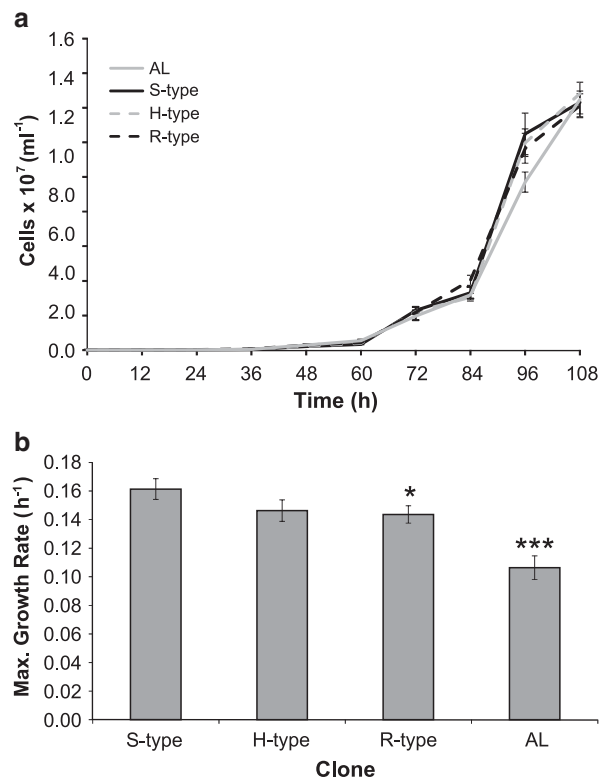 a
1.6
1.4
1.2
1.0
8.0
6.0
4.0
2.0
0.0
Cells x 10⁷ (ml⁻¹)
AL
S-type
H-type
R-type
0 12 24 36 48 60 72 84 96 108
Time (h)
b
0.18
0.16
0.14
0.12
0.10
0.08
0.06
0.04
0.02
0.00
Max. Growth Rate (h⁻¹)
*
***
S-type H-type R-type AL
Clone